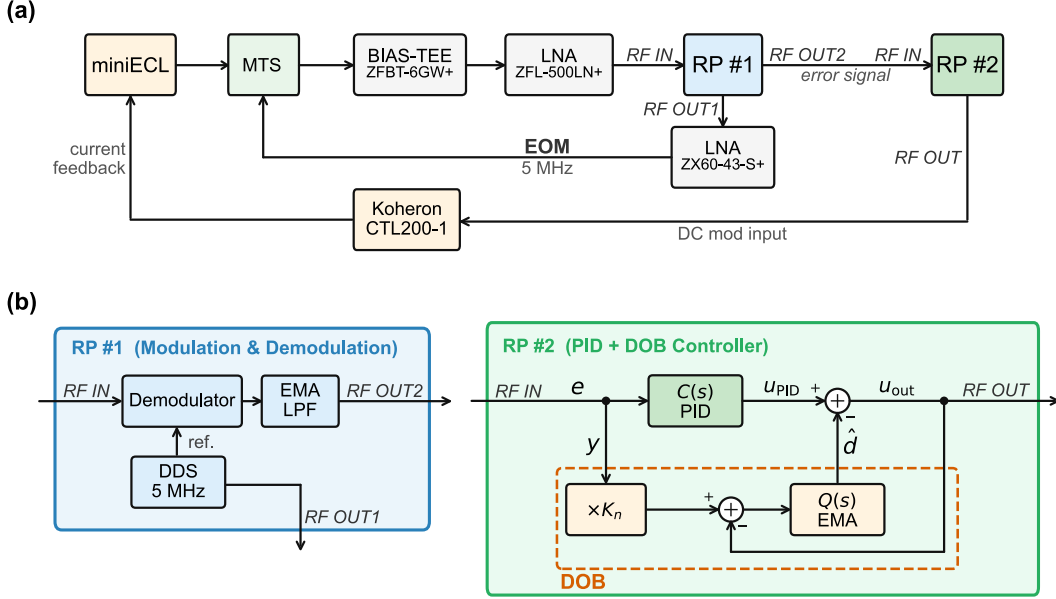 (a)
miniECL
MTS
BIAS-TEE
ZFBT-6GW+
LNA
ZFL-500LN+
RF IN
RP #1
RF OUT2
RF IN
error signal
RP #2
RF OUT1
LNA
ZX60-43-S+
EOM
5 MHz
RF OUT
current
feedback
Koheron
CTL200-1
DC mod input
(b)
RP #1 (Modulation & Demodulation)
RF IN
Demodulator
EMA
LPF
RF OUT2
ref.
DDS
5 MHz
RF OUT1
RP #2 (PID + DOB Controller)
RF IN
e
C(s)
PID
u_PID
+
+
−
u_out
RF OUT
y
d̂
×K_n
+
+
−
Q(s)
EMA
DOB